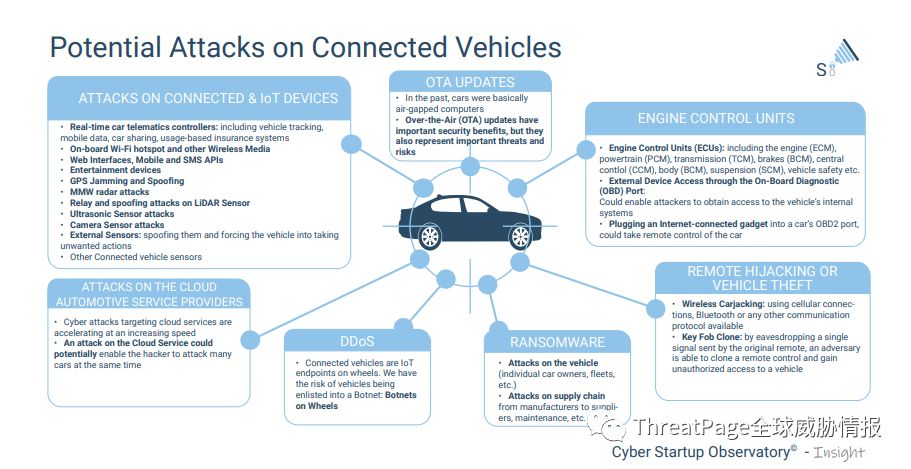 Potential Attacks on Connected Vehicles
S
ATTACKS ON CONNECTED & IoT DEVICES
• Real-time car telematics controllers: including vehicle tracking,
mobile data, car sharing, usage-based insurance systems
• On-board Wi-Fi hotspot and other Wireless Media
• Web Interfaces, Mobile and SMS APIs
• Entertainment devices
• GPS Jamming and Spoofing
• MMW radar attacks
• Relay and spoofing attacks on LiDAR Sensor
• Ultrasonic Sensor attacks
• Camera Sensor attacks
• External Sensors: spoofing them and forcing the vehicle into taking
unwanted actions
• Other Connected vehicle sensors
OTA UPDATES
• In the past, cars were basically
air-gapped computers
• Over-the-Air (OTA) updates have
important security benefits, but they
also represent important threats and
risks
ENGINE CONTROL UNITS
• Engine Control Units (ECUs): including the engine (ECM),
powertrain (PCM), transmission (TCM), brakes (BCM), central
contlol (CCM), body (BCM), suspension (SCM), vehicle safety etc.
• External Device Access through the On-Board Diagnostic
(OBD) Port:
Could enable attackers to obtain access to the vehicle's internal
systems
• Plugging an Internet-connected gadget into a car's OBD2 port,
could take remote control of the car
ATTACKS ON THE CLOUD
AUTOMOTIVE SERVICE PROVIDERS
• Cyber attacks targeting cloud services are
accelerating at an increasing speed
• An attack on the Cloud Service could
potentially enable the hacker to attack many
cars at the same time
DDoS
• Connected vehicles are IoT
endpoints on wheels. We have
the risk of vehicles being
enlisted into a Botnet: Botnets
on Wheels
RANSOMWARE
• Attacks on the vehicle
(individual car owners, fleets,
etc.)
• Attacks on supply chain
from manufacturers to suppli-
ers, maintenance, etc.
REMOTE HIJACKING OR
VEHICLE THEFT
• Wireless Carjacking: using cellular connec-
tions, Bluetooth or any other communication
protocol available
• Key Fob Clone: by eavesdropping a single
signal sent by the original remote, an adversary
is able to clone a remote control and gain
unauthorized access to a vehicle
ThreatPage全球威胁情报
Cyber Startup Observatory© - Insight